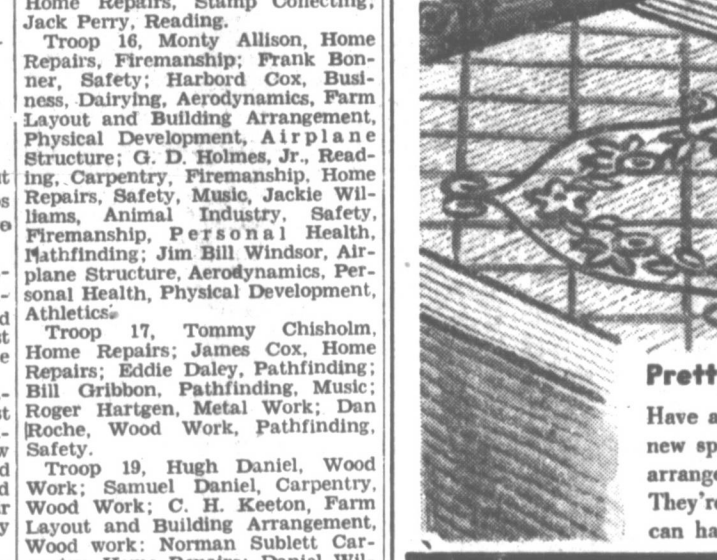 Home Repairs, Stamp Collecting;
Jack Perry, Reading.
Troop 16, Monty Allison, Home
Repairs, Firemanship; Frank Bon-
ner, Safety; Harbord Cox, Busi-
ness, Dairying, Aerodynamics, Farm
Layout and Building Arrangement,
Physical Development, Airplane
Structure; G. D. Holmes, Jr., Read-
ing, Carpentry, Firemanship, Home
Repairs, Safety, Music, Jackie Wil-
liams, Animal Industry, Safety,
Firemanship, Personal Health,
Pathfinding; Jim Bill Windsor, Air-
plane Structure, Aerodynamics, Per-
sonal Health, Physical Development,
Athletics.
Troop 17, Tommy Chisholm,
Home Repairs; James Cox, Home
Repairs; Eddie Daley, Pathfinding;
Bill Gribbon, Pathfinding, Music;
Roger Hartgen, Metal Work; Dan
Roche, Wood Work, Pathfinding,
Safety.
Troop 19, Hugh Daniel, Wood
Work; Samuel Daniel, Carpentry,
Wood Work; C. H. Keeton, Farm
Layout and Building Arrangement,
Wood work; Norman Sublett Car-
Prett
Have a
new sp
arrange
They're
can ha